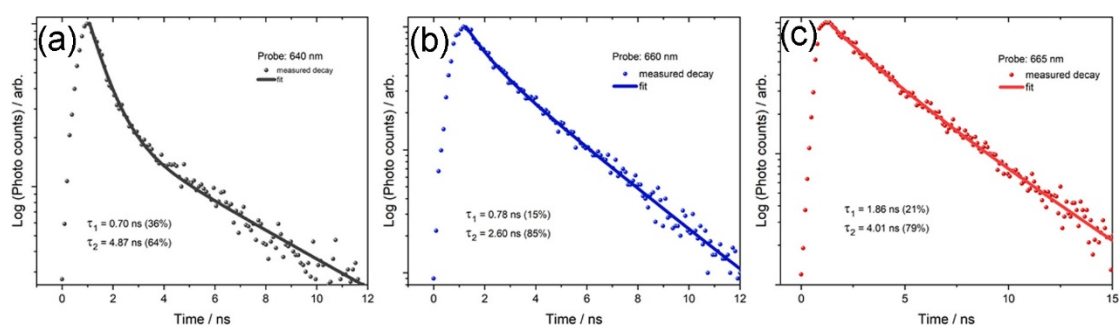 (a)
Probe: 640 nm
measured decay
fit
τ1 = 0.70 ns (36%)
τ2 = 4.87 ns (64%)
Log (Photo counts) / arb.
0 2 4 6 8 10 12
Time / ns
(b)
Probe: 660 nm
measured decay
fit
τ1 = 0.78 ns (15%)
τ2 = 2.60 ns (85%)
Log (Photo counts) / arb.
0 2 4 6 8 10 12
Time / ns
(c)
Probe: 665 nm
measured decay
fit
τ1 = 1.86 ns (21%)
τ2 = 4.01 ns (79%)
Log (Photo counts) / arb.
0 5 10 15
Time / ns